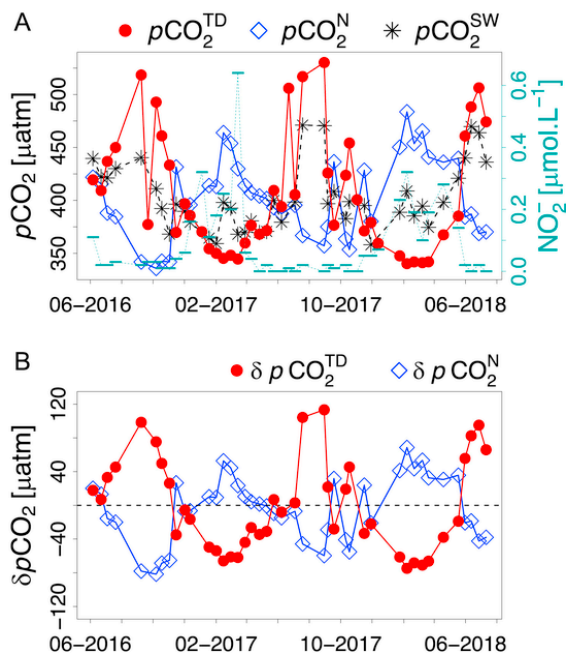 A
pCO₂ᵀᴰ pCO₂ᴺ pCO₂ˢᵂ
pCO₂ [µatm]
500
450
400
350
0.6
0.4
0.2
0.0
NO₂⁻ [µmol.L⁻¹]
06-2016 02-2017 10-2017 06-2018
B
δ pCO₂ᵀᴰ δ pCO₂ᴺ
δpCO₂ [µatm]
120
40
−40
−120
06-2016 02-2017 10-2017 06-2018